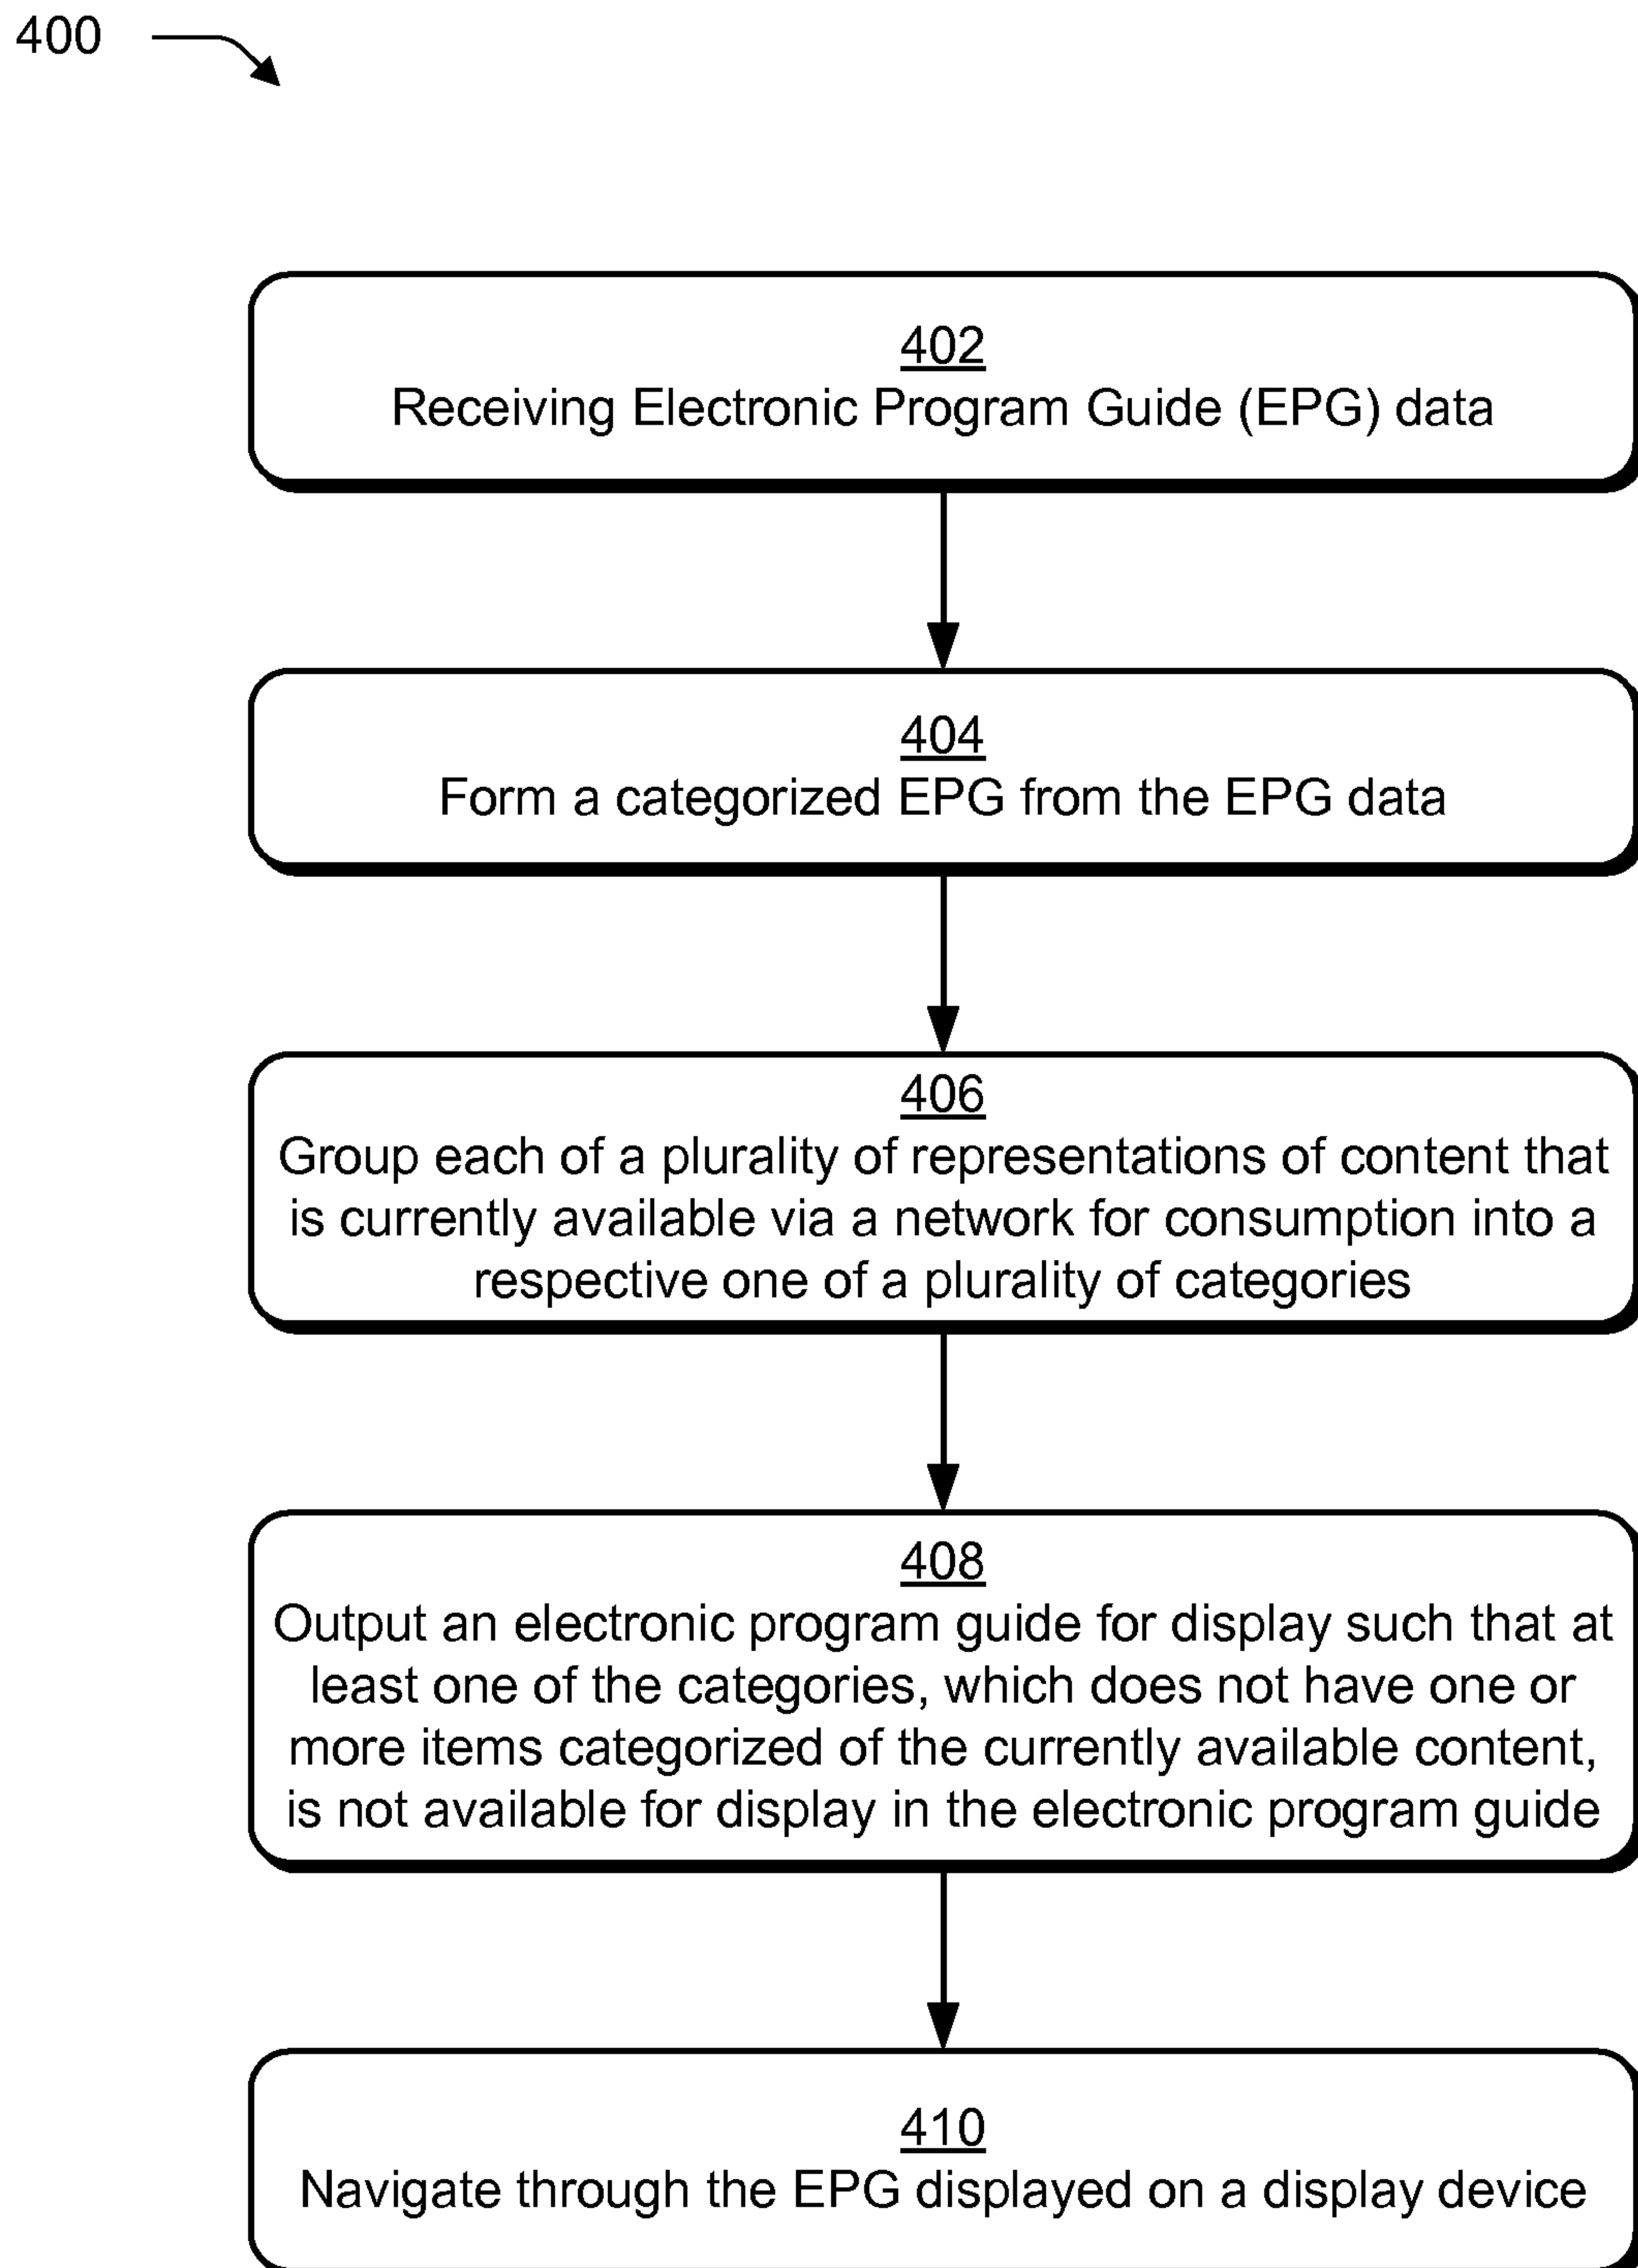 400
402
Receiving Electronic Program Guide (EPG) data
404
Form a categorized EPG from the EPG data
406
Group each of a plurality of representations of content that
is currently available via a network for consumption into a
respective one of a plurality of categories
408
Output an electronic program guide for display such that at
least one of the categories, which does not have one or
more items categorized of the currently available content,
is not available for display in the electronic program guide
410
Navigate through the EPG displayed on a display device